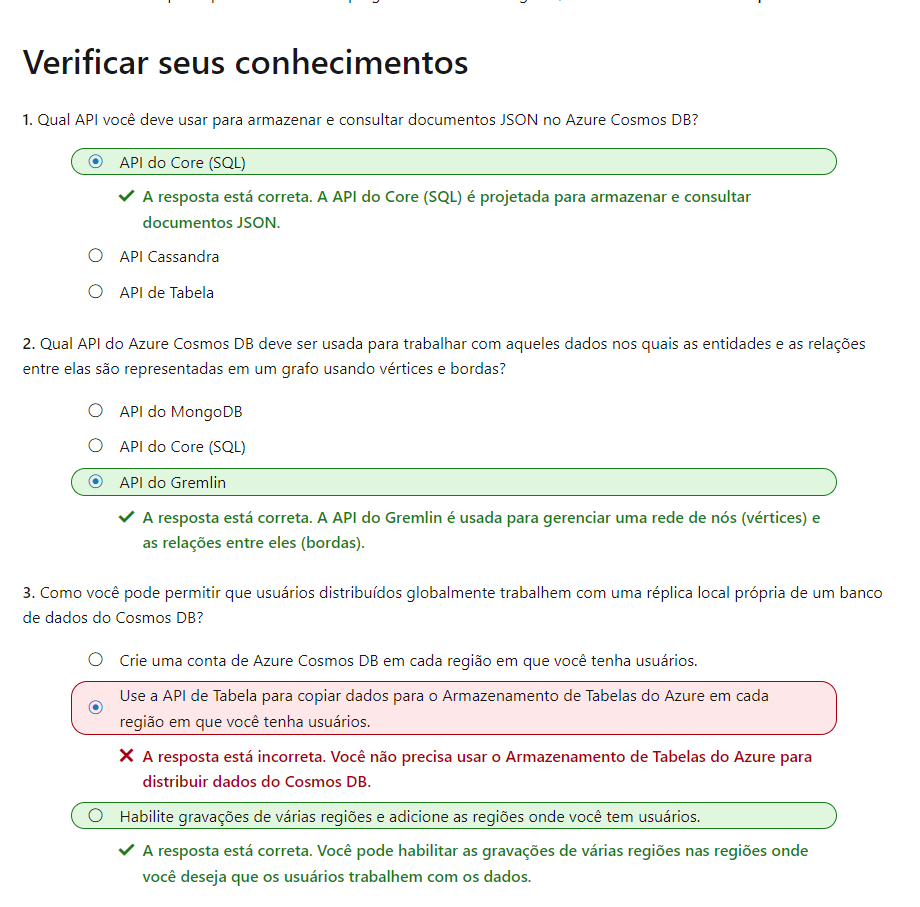 Verificar seus conhecimentos
1. Qual API você deve usar para armazenar e consultar documentos JSON no Azure Cosmos DB?
API do Core (SQL)
A resposta está correta. A API do Core (SQL) é projetada para armazenar e consultar
documentos JSON.
API Cassandra
API de Tabela
2. Qual API do Azure Cosmos DB deve ser usada para trabalhar com aqueles dados nos quais as entidades e as relações
entre elas são representadas em um grafo usando vértices e bordas?
API do MongoDB
API do Core (SQL)
API do Gremlin
A resposta está correta. A API do Gremlin é usada para gerenciar uma rede de nós (vértices) e
as relações entre eles (bordas).
3. Como você pode permitir que usuários distribuídos globalmente trabalhem com uma réplica local própria de um banco
de dados do Cosmos DB?
Crie uma conta de Azure Cosmos DB em cada região em que você tenha usuários.
Use a API de Tabela para copiar dados para o Armazenamento de Tabelas do Azure em cada
região em que você tenha usuários.
A resposta está incorreta. Você não precisa usar o Armazenamento de Tabelas do Azure para
distribuir dados do Cosmos DB.
Habilite gravações de várias regiões e adicione as regiões onde você tem usuários.
A resposta está correta. Você pode habilitar as gravações de várias regiões nas regiões onde
você deseja que os usuários trabalhem com os dados.